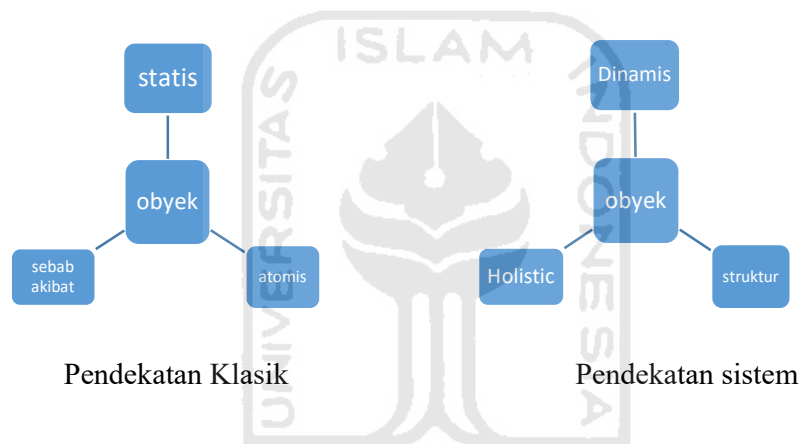 ISLAM
UNIVERSITAS
INDONESIA
statis
obyek
sebab
akibat
atomis
Pendekatan Klasik
Dinamis
obyek
Holistic
struktur
Pendekatan sistem